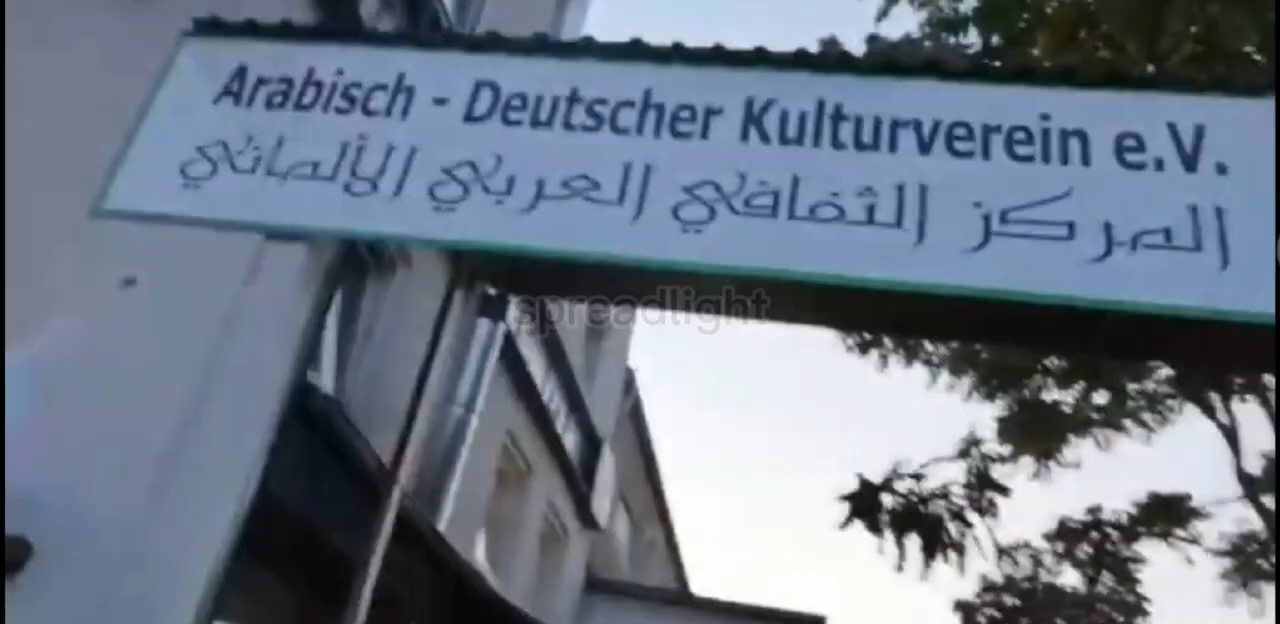 Arabisch - Deutscher Kulturverein e.V.
المركز الثقافي العربي الألماني
spreadlight